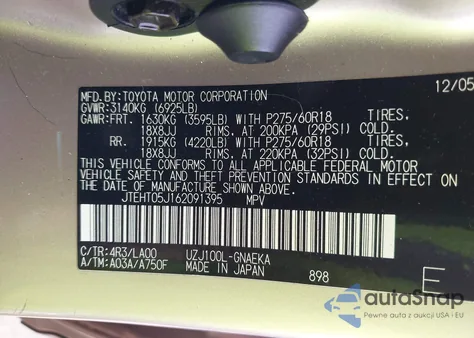 12/05
MFD.BY:TOYOTA MOTOR CORPORATION
GVWR:3140KG (6925LB)
GAWR:FRT. 1630KG (3595LB) WITH P275/60R18 TIRES,
18X8JJ RIMS, AT 200KPA (29PSI) COLD.
RR. 1915KG (4220LB) WITH P275/60R18 TIRES,
18X8JJ RIMS, AT 220KPA (32PSI) COLD.
THIS VEHICLE CONFORMS TO ALL APPLICABLE FEDERAL MOTOR
VEHICLE SAFETY AND THEFT PREVENTION STANDARDS IN EFFECT ON
THE DATE OF MANUFACTURE SHOWN ABOVE.
JTEHT05J162091395 MPV
C/TR:4R3/LA00 UZJ100L-GNAEKA
A/TM:A03A/A750F MADE IN JAPAN 898
E
autoSnap
Pewne auta z aukcji USA i EU